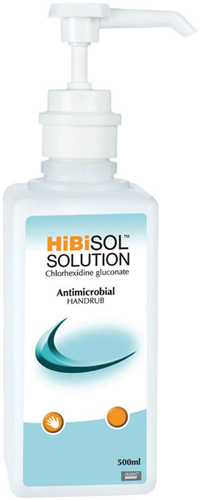 HiBiSOL™
SOLUTION
Chlorhexidine gluconate
Antimicrobial
HANDRUB
500ml